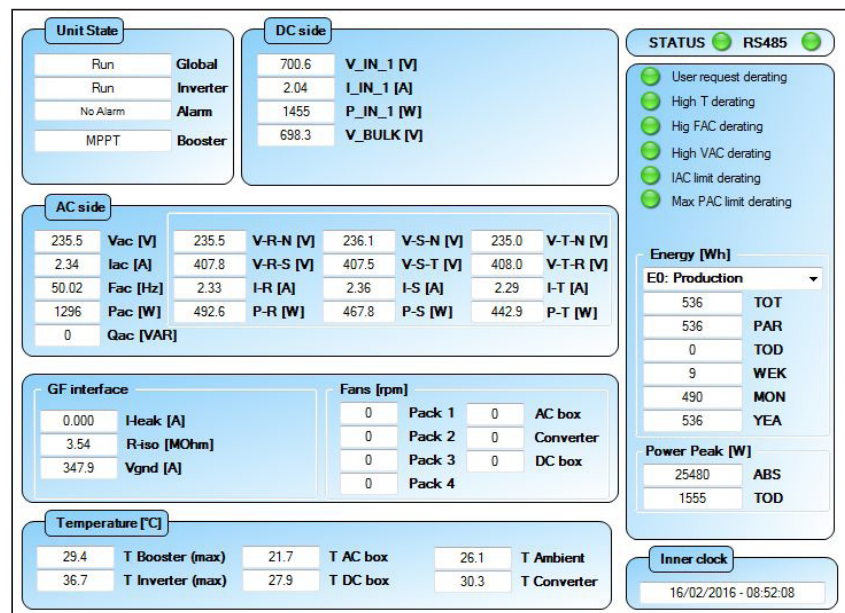 Unit State
Run Global
Run Inverter
No Alarm Alarm
MPPT Booster
DC side
700.6 V_IN_1 [V]
2.04 I_IN_1 [A]
1455 P_IN_1 [W]
698.3 V_BULK [V]
STATUS RS485
User request derating
High T derating
Hig FAC derating
High VAC derating
IAC limit derating
Max PAC limit derating
AC side
235.5 Vac [V] 235.5 V-R-N [V] 236.1 V-S-N [V] 235.0 V-T-N [V]
2.34 Iac [A] 407.8 V-R-S [V] 407.5 V-S-T [V] 408.0 V-T-R [V]
50.02 Fac [Hz] 2.33 I-R [A] 2.36 I-S [A] 2.29 I-T [A]
1296 Pac [W] 492.6 P-R [W] 467.8 P-S [W] 442.9 P-T [W]
0 Qac [VAR]
Energy [Wh]
E0: Production
536 TOT
536 PAR
0 TOD
9 WEK
490 MON
536 YEA
Power Peak [W]
25480 ABS
1555 TOD
GF interface
0.000 I-leak [A]
3.54 R-iso [MOhm]
347.9 Vgnd [A]
Fans [rpm]
0 Pack 1 0 AC box
0 Pack 2 0 Converter
0 Pack 3 0 DC box
0 Pack 4
Temperature [°C]
29.4 T Booster (max) 21.7 T AC box 26.1 T Ambient
36.7 T Inverter (max) 27.9 T DC box 30.3 T Converter
Inner clock
16/02/2016 - 08:52:08